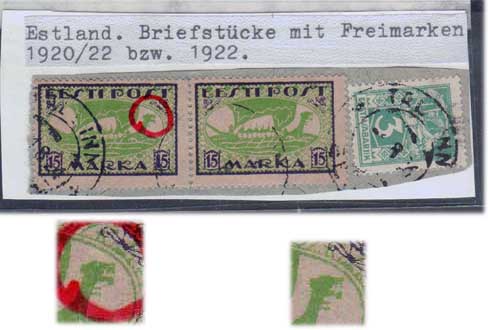 Estland. Briefstücke mit Freimarken
1920/22 bzw. 1922.
EESTI POST EESTI POST
15 MARKA 15 15 MARKA 15